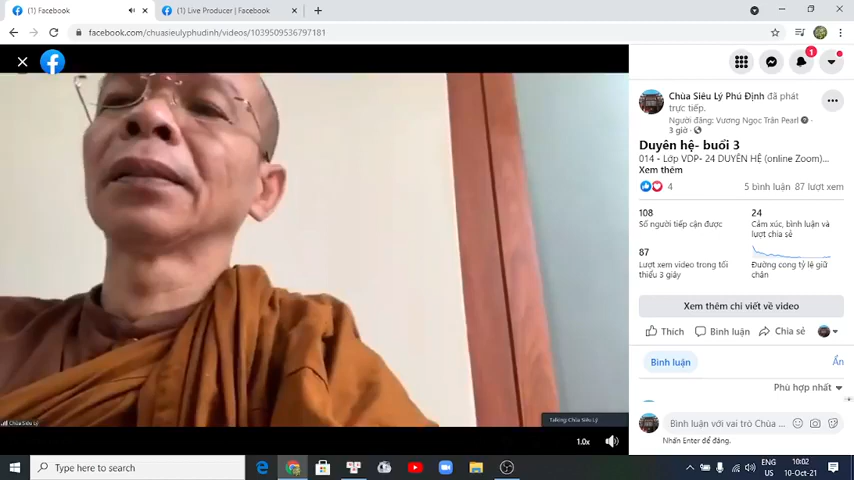 (1) Facebook
(1) Live Producer | Facebook
facebook.com/chuasieulyphudinh/videos/1039509536797181
1
Chùa Siêu Lý Phú Định đã phát
trực tiếp.
Người đăng: Vương Ngọc Trân Pearl
3 giờ
Duyên hệ- buổi 3
014 - Lớp VDP- 24 DUYÊN HỆ (online Zoom)...
Xem thêm
4
5 bình luận 87 lượt xem
108
Số người tiếp cận được
24
Cảm xúc, bình luận và
lượt chia sẻ
87
Lượt xem video trong tối
thiểu 3 giây
Đường cong tỷ lệ giữ
chân
Xem thêm chi viết về video
Thích
Bình luận
Chia sẻ
Bình luận
Ẩn
Phù hợp nhất
Bình luận với vai trò Chùa ...
Nhấn Enter để đăng.
Chùa Siêu Lý
Talking: Chùa Siêu Lý
1.0x
Type here to search
ENG
US
10:02
10-Oct-21